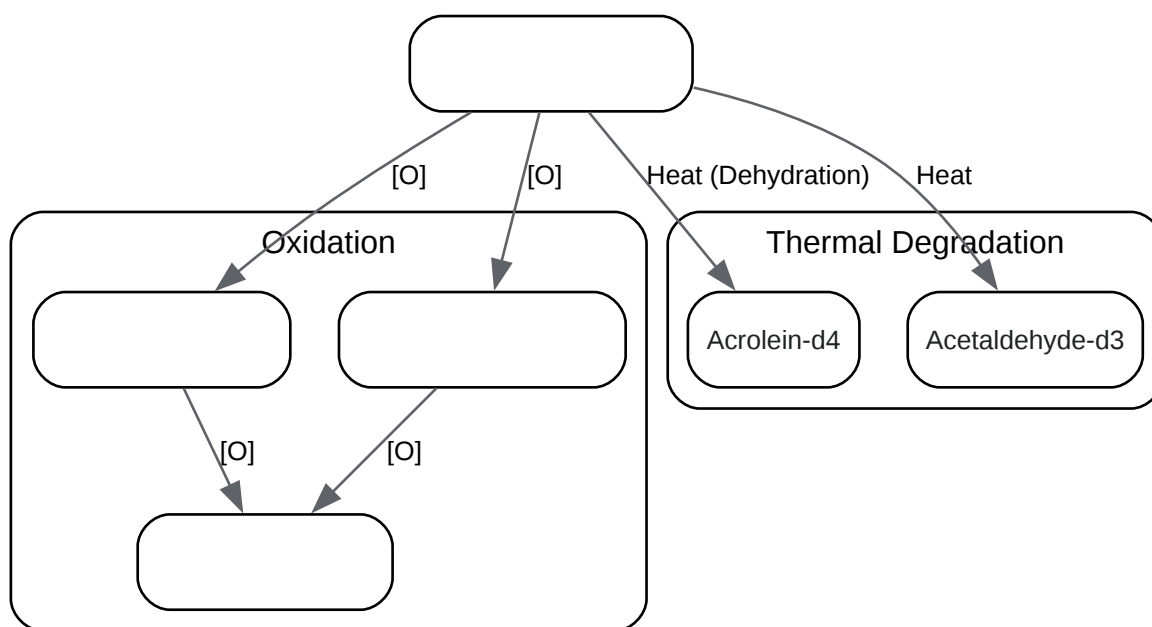 [O]
[O]
Heat (Dehydration)
Heat
Oxidation
Thermal Degradation
Acrolein-d4
Acetaldehyde-d3
[O]
[O]